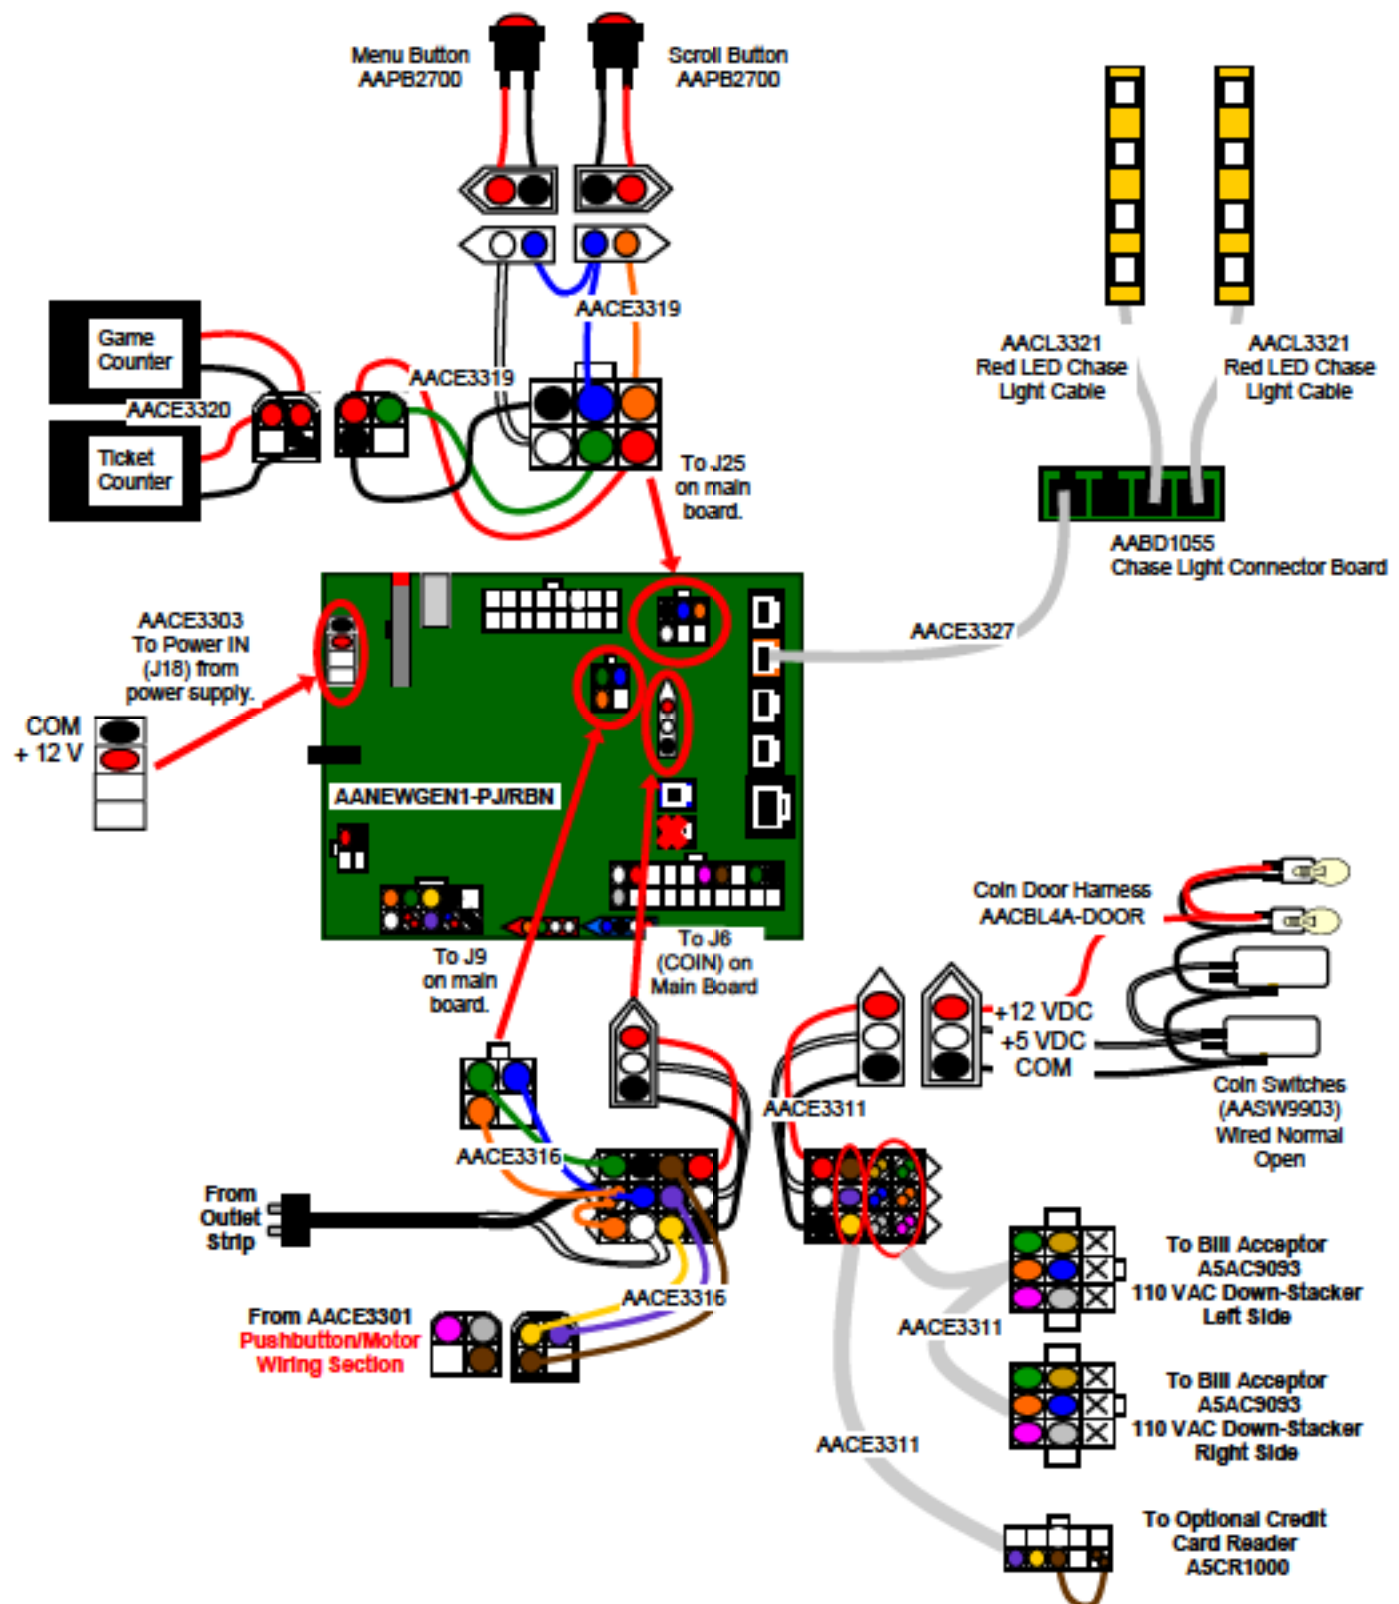 Menu Button
AAPB2700
Scroll Button
AAPB2700
AACE3319
Game
Counter
AACE3320
Ticket
Counter
AACE3319
AACL3321
Red LED Chase
Light Cable
AACL3321
Red LED Chase
Light Cable
To J25
on main
board.
AABD1055
Chase Light Connector Board
AACE3303
To Power IN
(J18) from
power supply.
AACE3327
COM
+ 12 V
AANEWGEN1-PJ/RBN
Coin Door Harness
AACBL4A-DOOR
To J9
on main
board.
To J6
(COIN) on
Main Board
+12 VDC
+5 VDC
COM
Coin Switches
(AASW9903)
Wired Normal
Open
AACE3311
AACE3316
From
Outlet
Strip
To Bill Acceptor
A5AC9093
110 VAC Down-Stacker
Left Side
AACE3316
From AACE3301
Pushbutton/Motor
Wiring Section
AACE3311
To Bill Acceptor
A5AC9093
110 VAC Down-Stacker
Right Side
AACE3311
To Optional Credit
Card Reader
A5CR1000